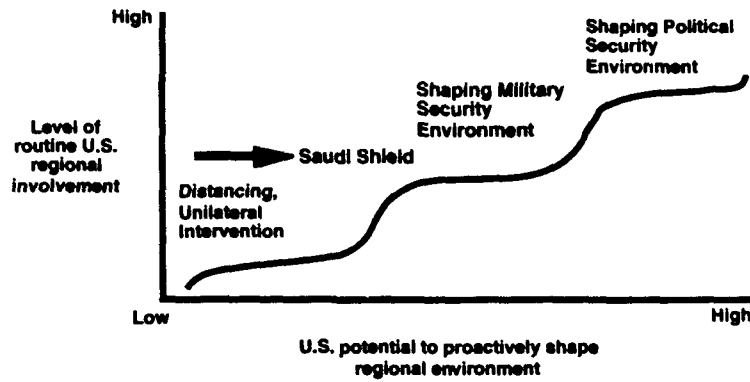 High
Shaping Political
Security
Environment
Shaping Military
Security
Environment
Level of
routine U.S.
regional
involvement
Saudi Shield
Distancing,
Unilateral
Intervention
Low
High
U.S. potential to proactively shape
regional environment